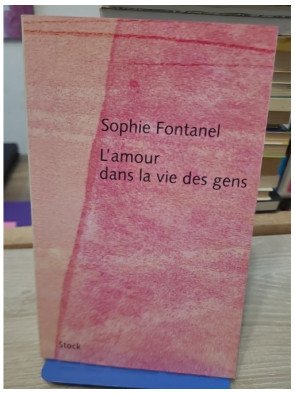 Sophie Fontanel
L'amour
dans la vie des gens
Stock